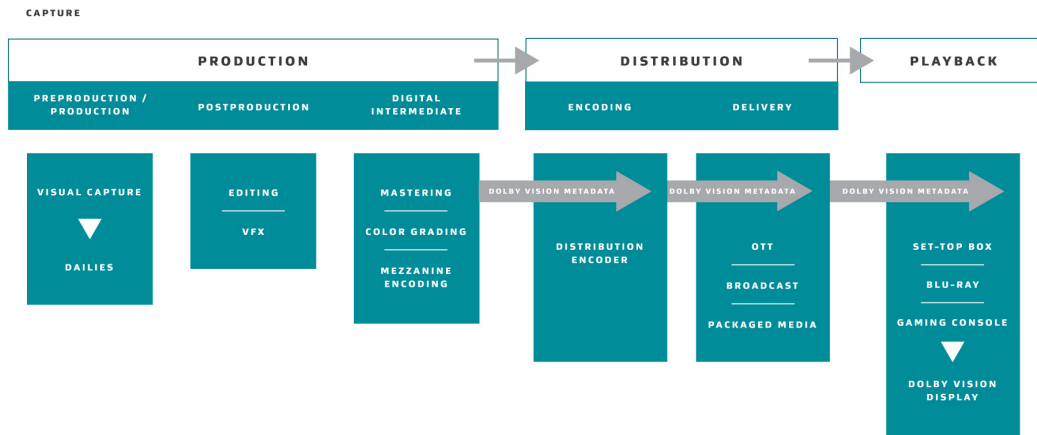 CAPTURE
PRODUCTION
DISTRIBUTION
PLAYBACK
PREPRODUCTION /
PRODUCTION
POSTPRODUCTION
DIGITAL
INTERMEDIATE
ENCODING
DELIVERY
VISUAL CAPTURE
DAILIES
EDITING
VFX
MASTERING
COLOR GRADING
MEZZANINE
ENCODING
DOLBY VISION METADATA
DISTRIBUTION
ENCODER
DOLBY VISION METADATA
OTT
BROADCAST
PACKAGED MEDIA
DOLBY VISION METADATA
SET-TOP BOX
BLU-RAY
GAMING CONSOLE
DOLBY VISION
DISPLAY